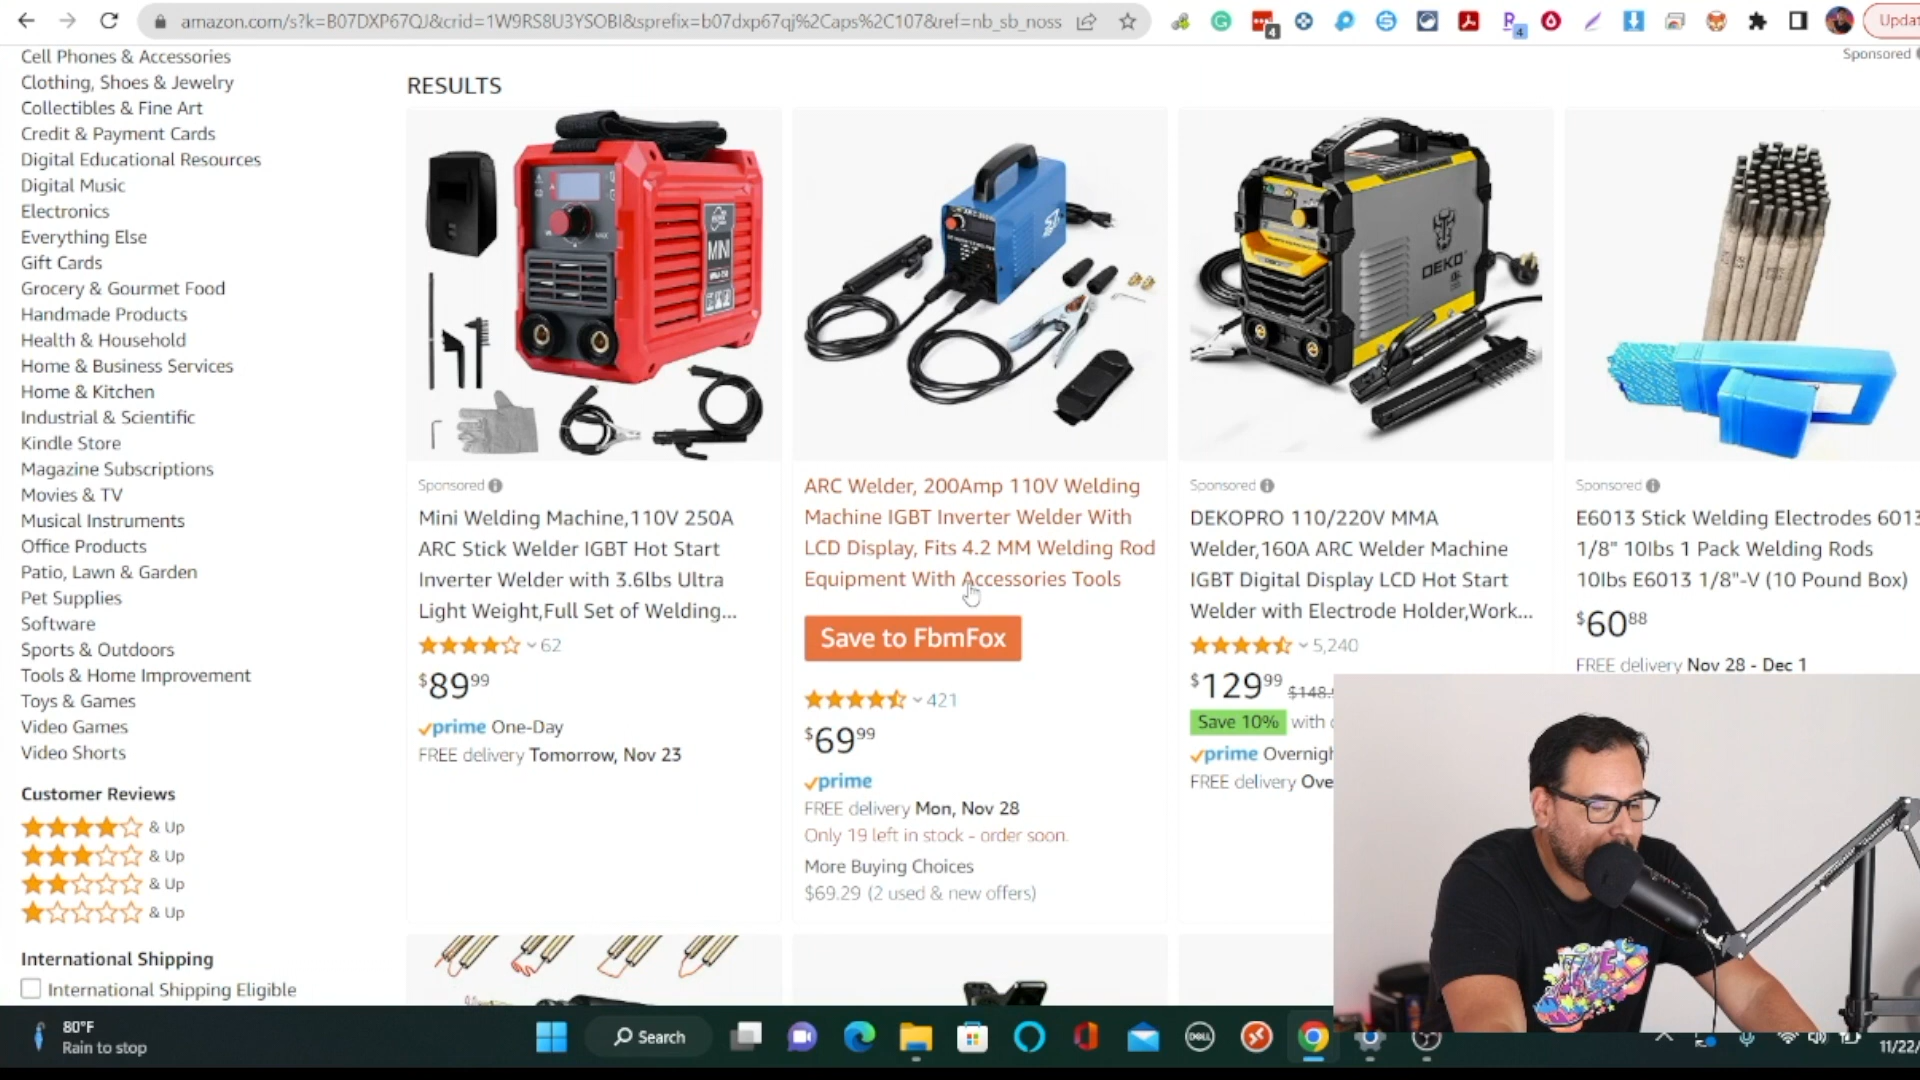 amazon.com/s?k=B07DXP67QJ&crid=1W9RS8U3YSOBI&sprefix=b07dxp67qj%2Caps%2C107&ref=nb_sb_noss
4
4
Updat
Sponsored
Cell Phones & Accessories
Clothing, Shoes & Jewelry
Collectibles & Fine Art
Credit & Payment Cards
Digital Educational Resources
Digital Music
Electronics
Everything Else
Gift Cards
Grocery & Gourmet Food
Handmade Products
Health & Household
Home & Business Services
Home & Kitchen
Industrial & Scientific
Kindle Store
Magazine Subscriptions
Movies & TV
Musical Instruments
Office Products
Patio, Lawn & Garden
Pet Supplies
Software
Sports & Outdoors
Tools & Home Improvement
Toys & Games
Video Games
Video Shorts
Customer Reviews
& Up
& Up
& Up
& Up
International Shipping
International Shipping Eligible
RESULTS
MINI
Sponsored
Mini Welding Machine,110V 250A
ARC Stick Welder IGBT Hot Start
Inverter Welder with 3.6lbs Ultra
Light Weight,Full Set of Welding...
62
$89.99
prime One-Day
FREE delivery Tomorrow, Nov 23
ARC Welder, 200Amp 110V Welding
Machine IGBT Inverter Welder With
LCD Display, Fits 4.2 MM Welding Rod
Equipment With Accessories Tools
Save to FbmFox
421
$69.99
prime
FREE delivery Mon, Nov 28
Only 19 left in stock - order soon.
More Buying Choices
$69.29 (2 used & new offers)
DEKO
Sponsored
DEKOPRO 110/220V MMA
Welder,160A ARC Welder Machine
IGBT Digital Display LCD Hot Start
Welder with Electrode Holder,Work...
5,240
$129.99 $148.
Save 10% with
prime Overnigh
FREE delivery Ove
Sponsored
E6013 Stick Welding Electrodes 6013
1/8" 10lbs 1 Pack Welding Rods
10lbs E6013 1/8"-V (10 Pound Box)
$60.88
FREE delivery Nov 28 - Dec 1
80°F
Rain to stop
Search
DELL
11/22/